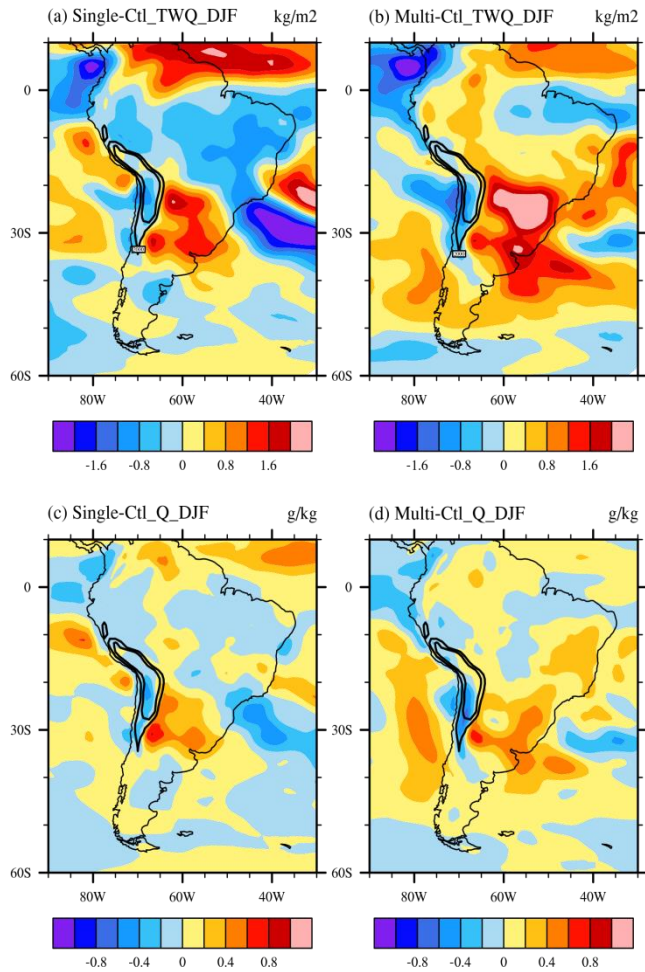 (a) Single-Ctl_TWQ_DJF kg/m2
(b) Multi-Ctl_TWQ_DJF kg/m2
0
30S
60S
80W 60W 40W
-1.6 -0.8 0 0.8 1.6
0
30S
60S
80W 60W 40W
-1.6 -0.8 0 0.8 1.6
(c) Single-Ctl_Q_DJF g/kg
(d) Multi-Ctl_Q_DJF g/kg
0
30S
60S
80W 60W 40W
-0.8 -0.4 0 0.4 0.8
0
30S
60S
80W 60W 40W
-0.8 -0.4 0 0.4 0.8